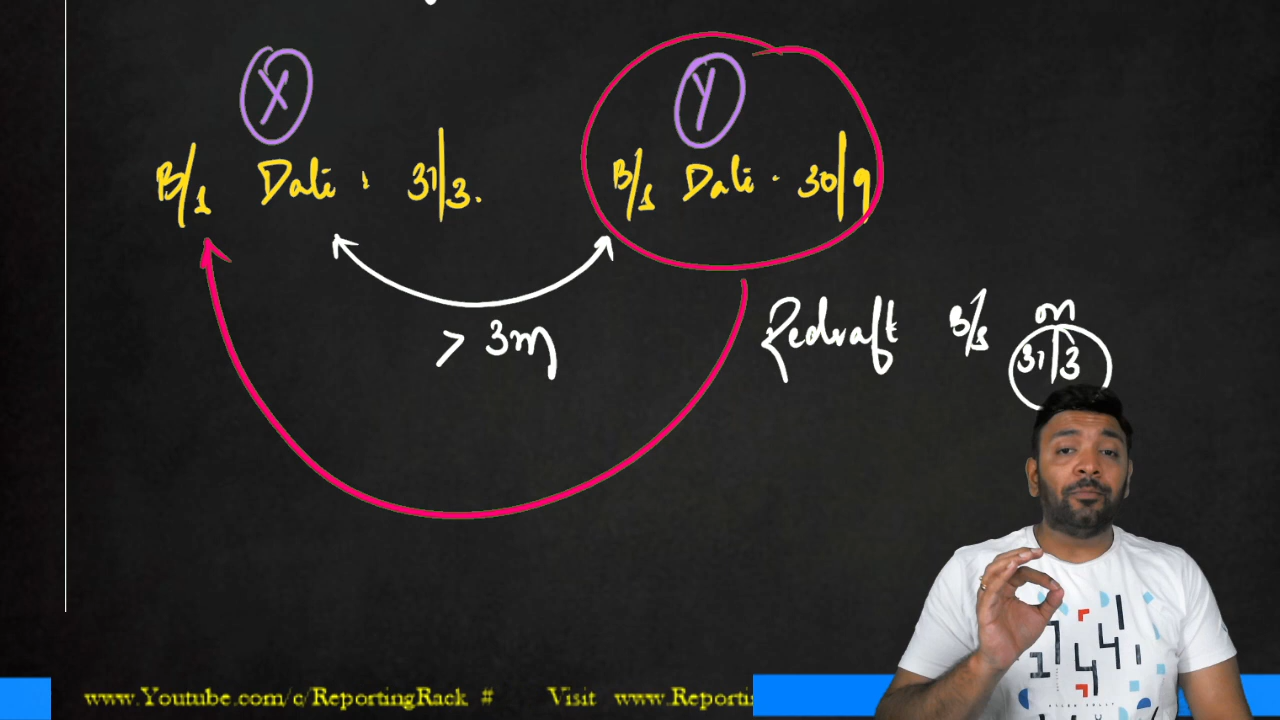 X Y
B/s Date : 31/3. B/s Date - 30/9
> 3m Redraft B/s on
31/3
www.Youtube.com/c/ReportingRack # Visit www.Reporti